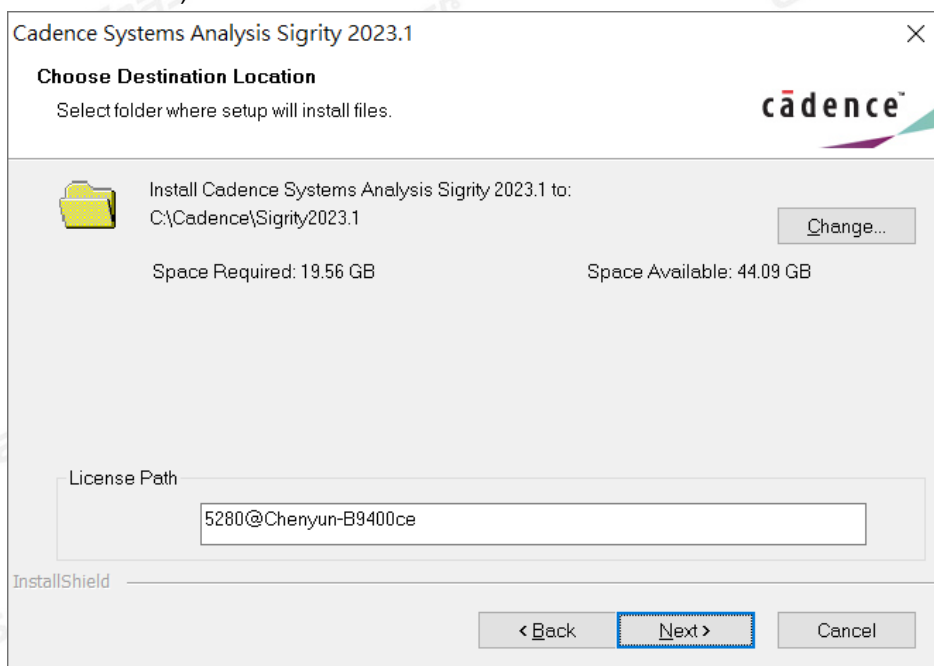 Cadence Systems Analysis Sigrity 2023.1
Choose Destination Location
Select folder where setup will install files.
cādence™
Install Cadence Systems Analysis Sigrity 2023.1 to:
C:\Cadence\Sigrity2023.1
Change...
Space Required: 19.56 GB Space Available: 44.09 GB
License Path
5280@Chenyun-B9400ce
InstallShield
< Back Next > Cancel